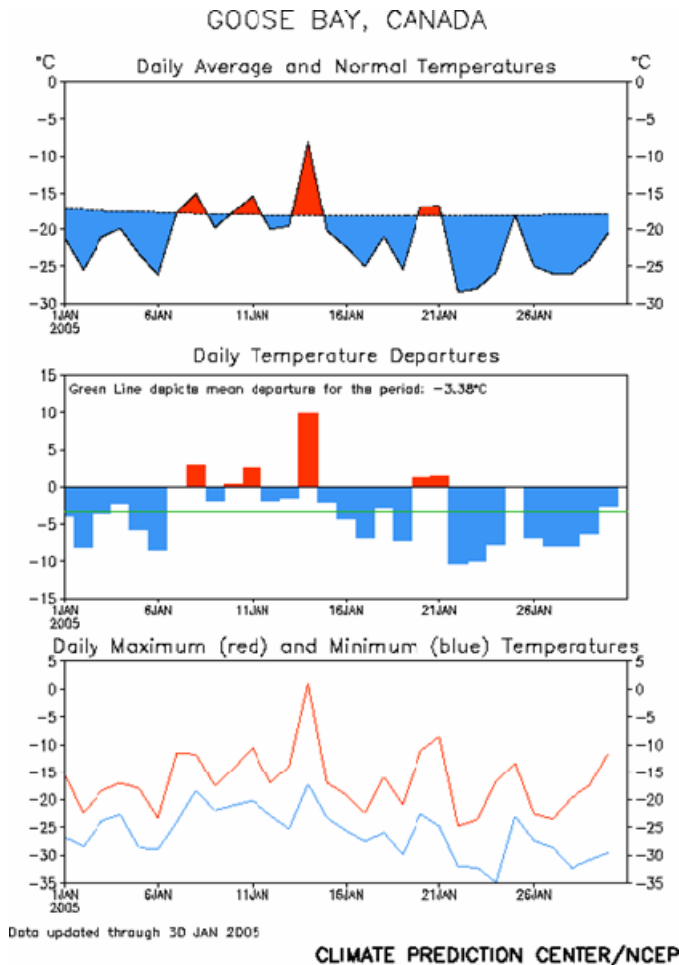 GOOSE BAY, CANADA
°C Daily Average and Normal Temperatures °C
0 0
−5 −5
−10 −10
−15 −15
−20 −20
−25 −25
−30 −30
1JAN 6JAN 11JAN 16JAN 21JAN 26JAN
2005
Daily Temperature Departures
15
Green Line depicts mean departure for the period: −3.38°C
10
5
0
−5
−10
−15
1JAN 6JAN 11JAN 16JAN 21JAN 26JAN
2005
Daily Maximum (red) and Minimum (blue) Temperatures
5 5
0 0
−5 −5
−10 −10
−15 −15
−20 −20
−25 −25
−30 −30
−35 −35
1JAN 6JAN 11JAN 16JAN 21JAN 26JAN
2005
Data updated through 30 JAN 2005
CLIMATE PREDICTION CENTER/NCEP